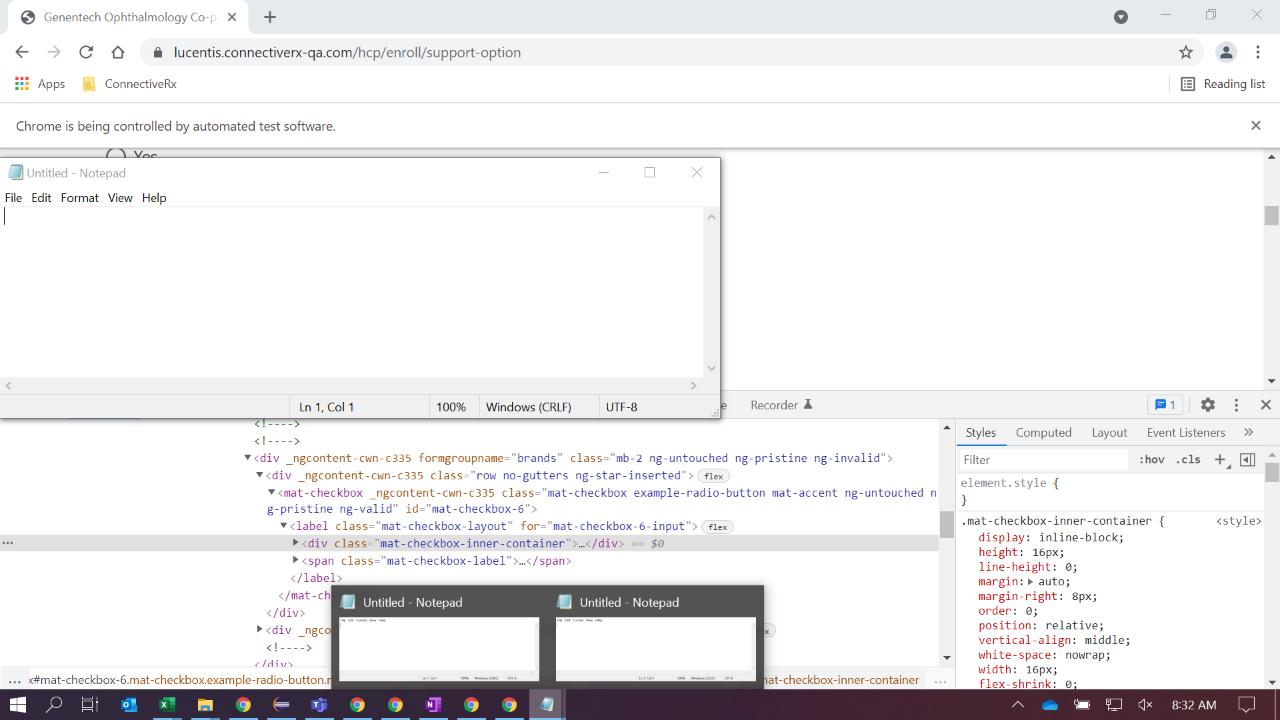 Genentech Ophthalmology Co-p
lucentis.connectiverx-qa.com/hcp/enroll/support-option
Apps
ConnectiveRx
Reading list
Chrome is being controlled by automated test software.
Yes
Untitled - Notepad
File Edit Format View Help
Ln 1, Col 1 100% Windows (CRLF) UTF-8
Recorder
1
<!---->
<!---->
<div _ngcontent-cwn-c335 formgroupname="brands" class="mb-2 ng-untouched ng-pristine ng-invalid">
<div _ngcontent-cwn-c335 class="row no-gutters ng-star-inserted"> flex
<mat-checkbox _ngcontent-cwn-c335 class="mat-checkbox example-radio-button mat-accent ng-untouched n
g-pristine ng-valid" id="mat-checkbox-6">
<label class="mat-checkbox-layout" for="mat-checkbox-6-input"> flex
<div class="mat-checkbox-inner-container">…</div> == $0
<span class="mat-checkbox-label">…</span>
</label>
</mat-ch
</div>
<div _ngco
<!---->
</div>
... x#mat-checkbox-6.mat-checkbox.example-radio-button.m
mat-checkbox-inner-container ...
Untitled - Notepad
Untitled - Notepad
Styles Computed Layout Event Listeners »
Filter :hov .cls +
element.style {
}
.mat-checkbox-inner-container { <style>
display: inline-block;
height: 16px;
line-height: 0;
margin: auto;
margin-right: 8px;
order: 0;
position: relative;
vertical-align: middle;
white-space: nowrap;
width: 16px;
flex-shrink: 0;
8:32 AM